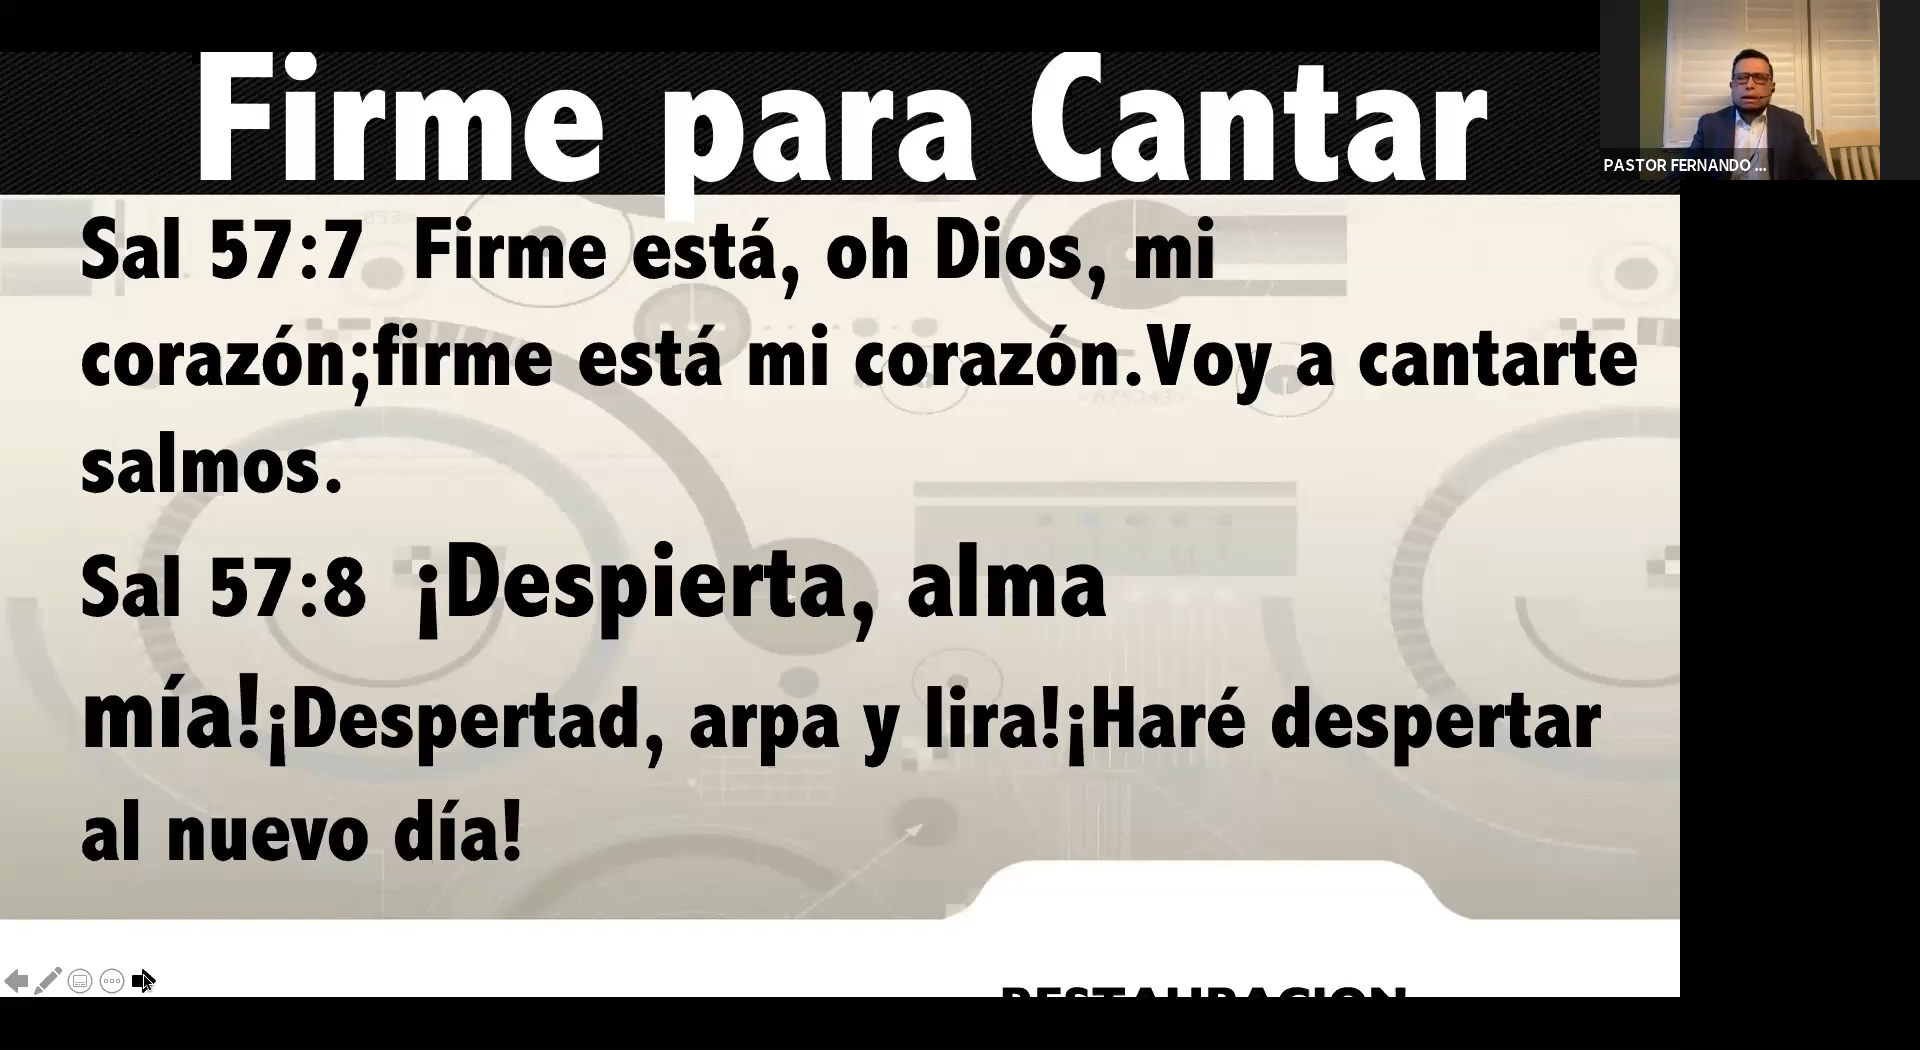 Firme para Cantar
PASTOR FERNANDO ...
Sal 57:7 Firme está, oh Dios, mi
corazón;firme está mi corazón.Voy a cantarte
salmos.
Sal 57:8 ¡Despierta, alma
mía!¡Despertad, arpa y lira!¡Haré despertar
al nuevo día!
RESTAURACION